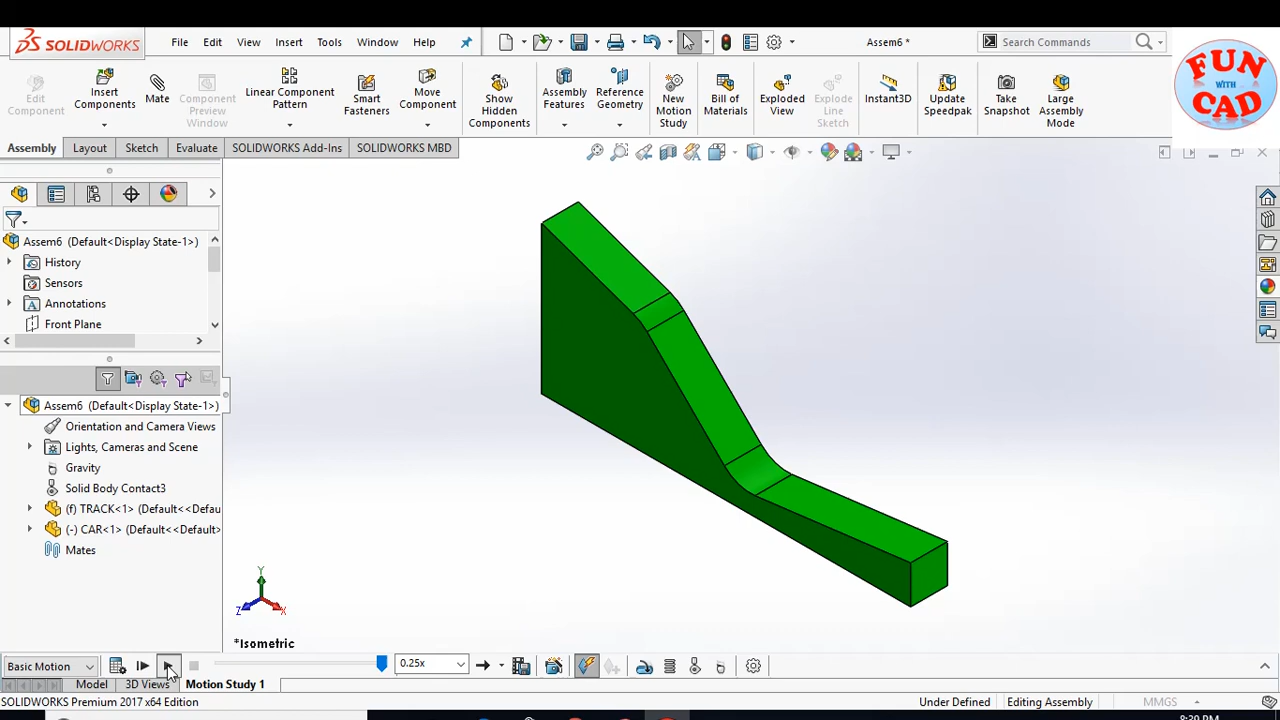 SOLIDWORKS
File Edit View Insert Tools Window Help
Assem6 *
Search Commands
FUN
WITH
CAD
Edit Component
Insert Components
Mate
Component Preview Window
Linear Component Pattern
Smart Fasteners
Move Component
Show Hidden Components
Assembly Features
Reference Geometry
New Motion Study
Bill of Materials
Exploded View
Explode Line Sketch
Instant3D
Update Speedpak
Take Snapshot
Large Assembly Mode
Assembly Layout Sketch Evaluate SOLIDWORKS Add-Ins SOLIDWORKS MBD
Assem6 (Default<Display State-1>)
History
Sensors
Annotations
Front Plane
Assem6 (Default<Display State-1>)
Orientation and Camera Views
Lights, Cameras and Scene
Gravity
Solid Body Contact3
(f) TRACK<1> (Default<<Defau
(-) CAR<1> (Default<<Default>
Mates
Y
Z X
*Isometric
Basic Motion
0.25x
Model 3D Views Motion Study 1
SOLIDWORKS Premium 2017 x64 Edition
Under Defined Editing Assembly MMGS